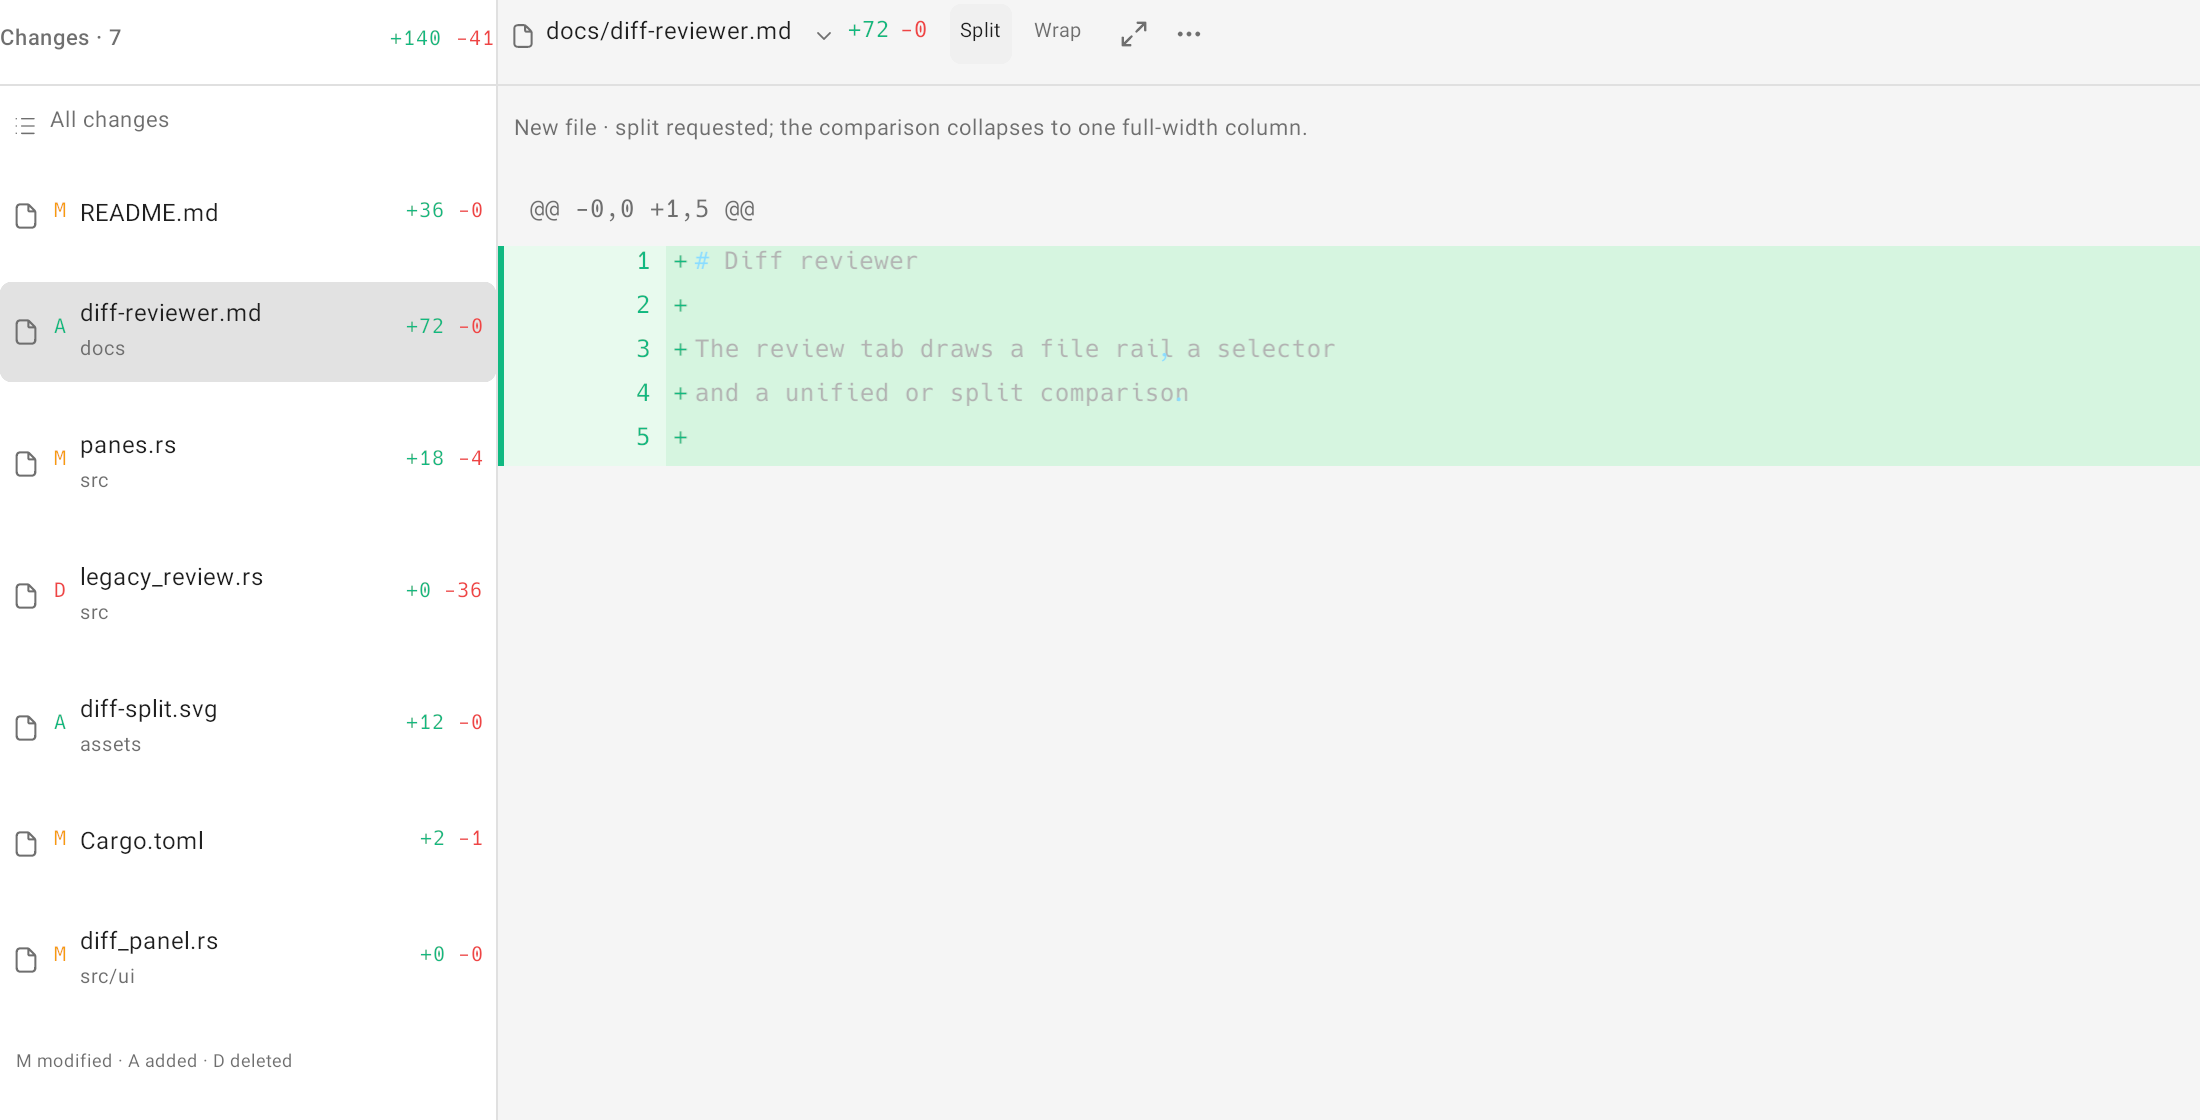 Changes · 7 +140 -41
All changes
M README.md +36 -0
A diff-reviewer.md +72 -0
docs
M panes.rs +18 -4
src
D legacy_review.rs +0 -36
src
A diff-split.svg +12 -0
assets
M Cargo.toml +2 -1
M diff_panel.rs +0 -0
src/ui
M modified · A added · D deleted
docs/diff-reviewer.md +72 -0 Split Wrap
New file · split requested; the comparison collapses to one full-width column.
@@ -0,0 +1,5 @@
1 +# Diff reviewer
2 +
3 +The review tab draws a file rail, a selector
4 +and a unified or split comparison.
5 +